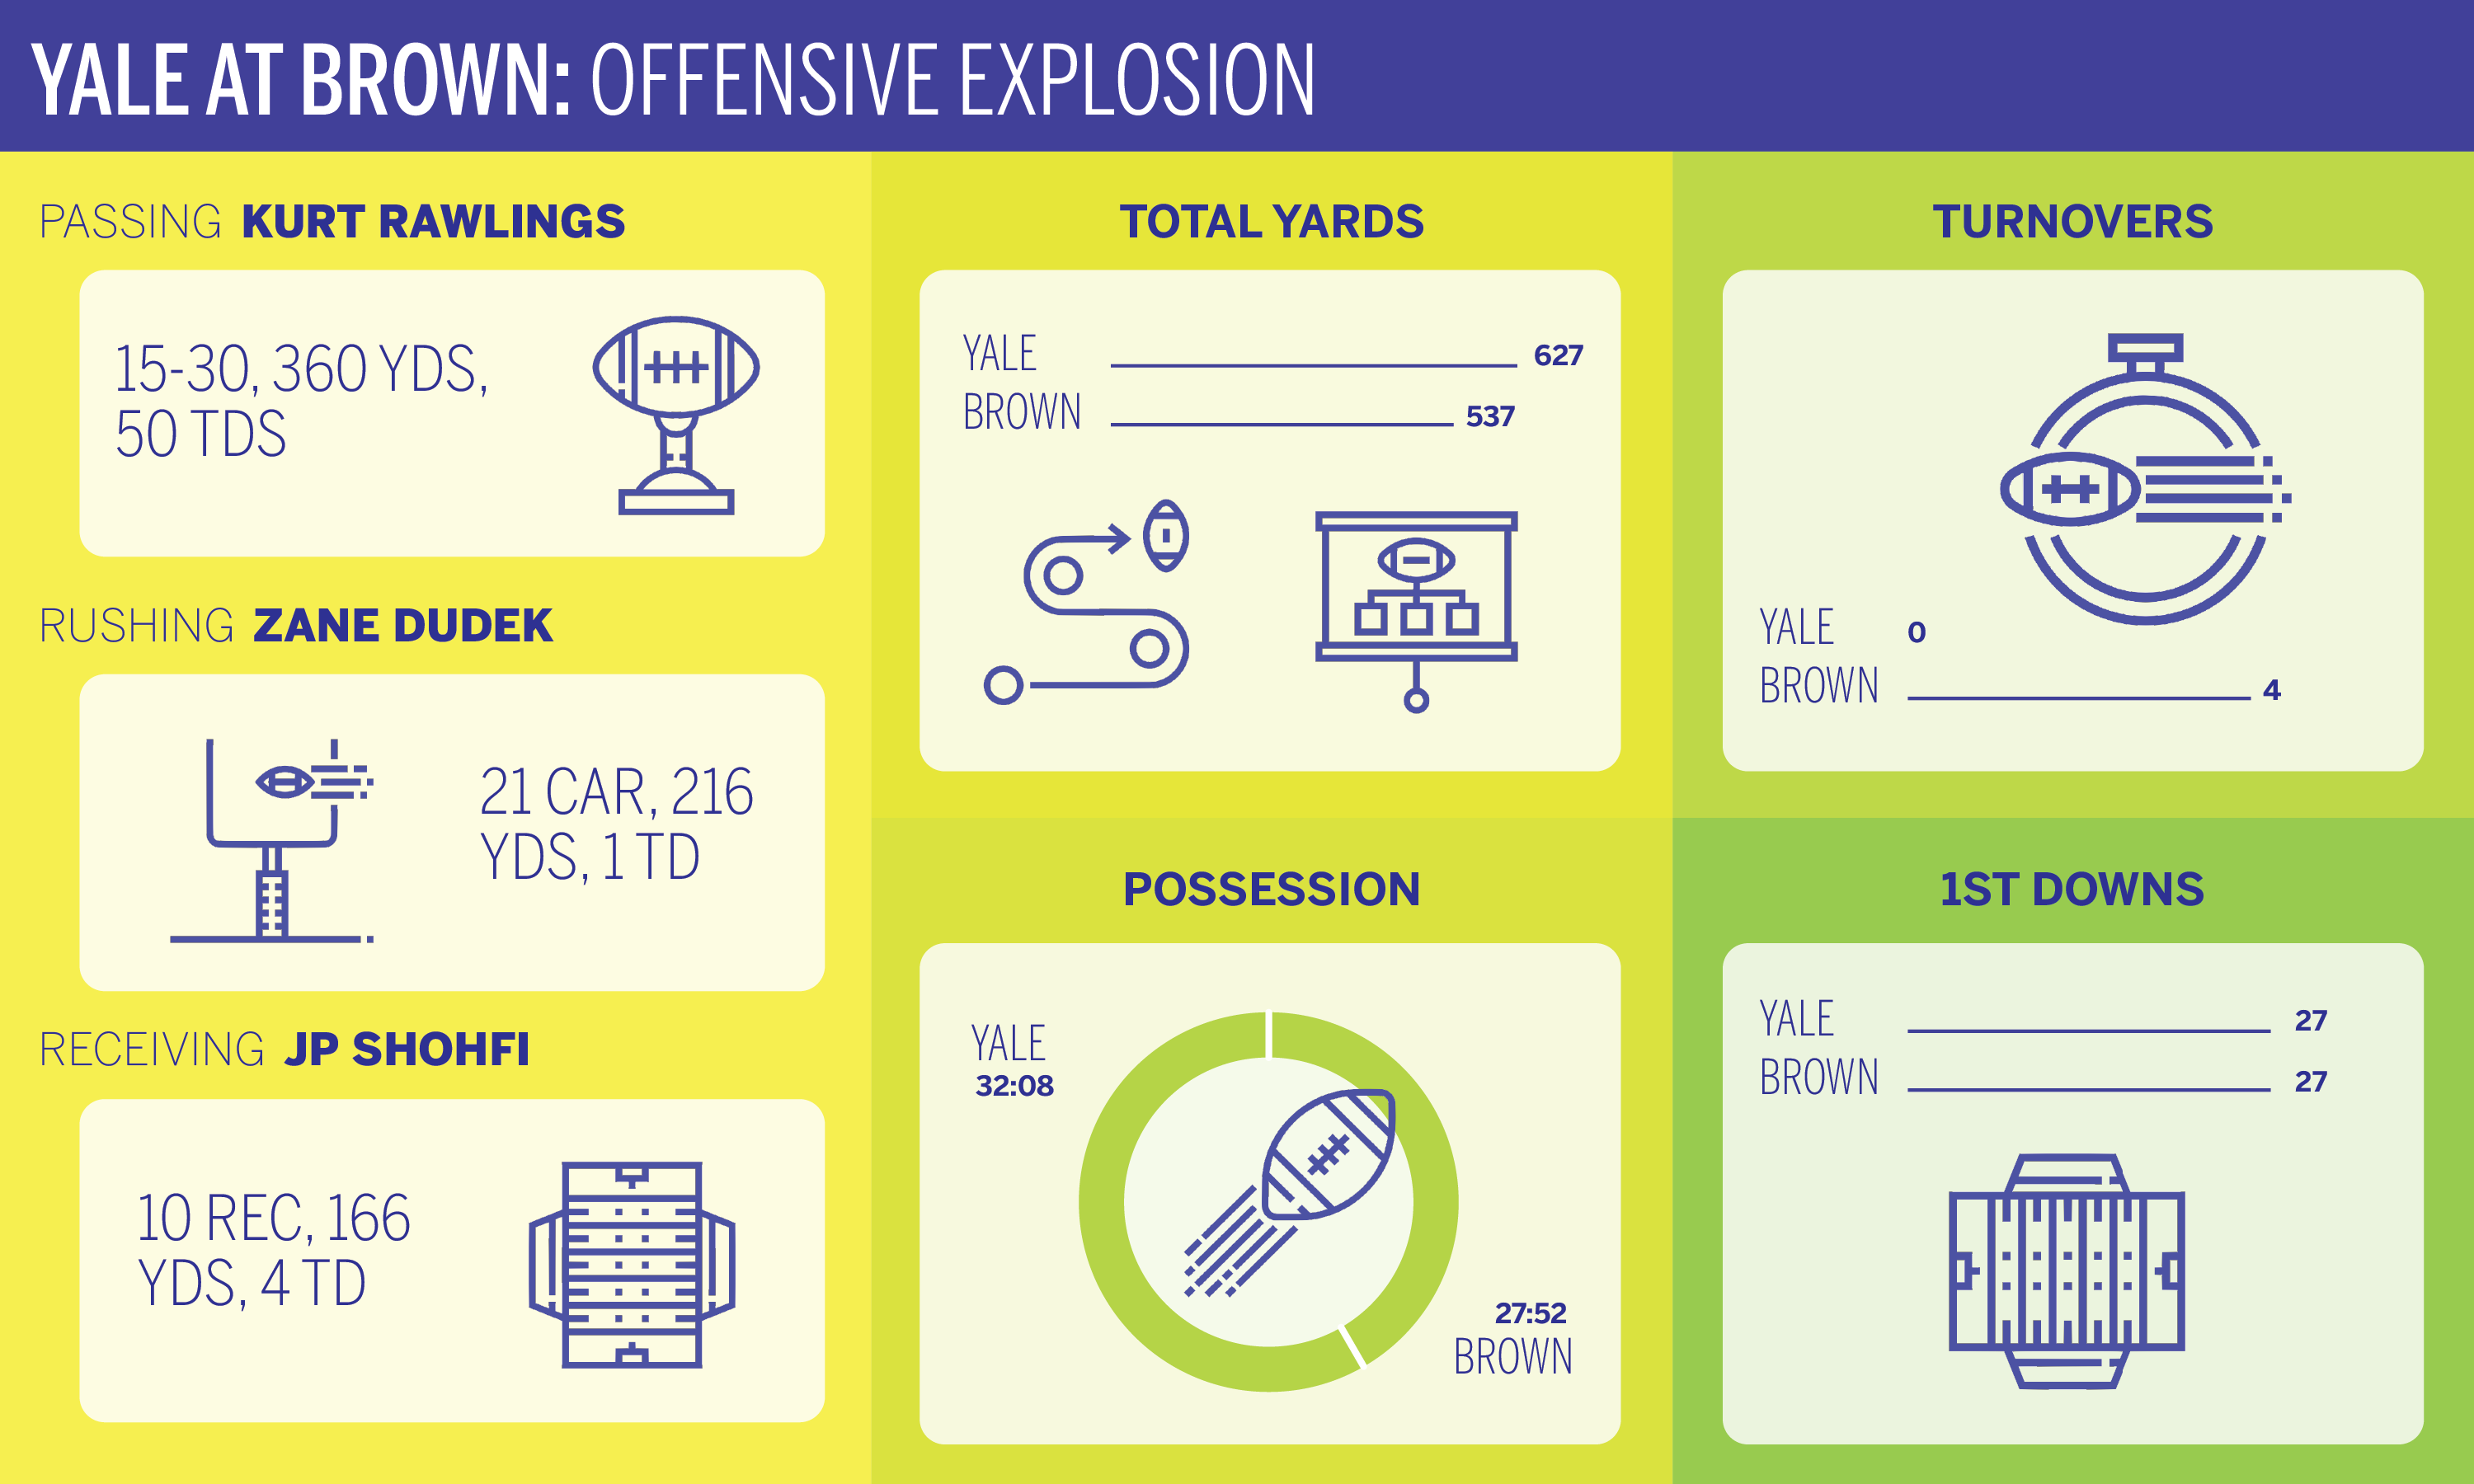 YALE AT BROWN: OFFENSIVE EXPLOSION
PASSING KURT RAWLINGS
15-30, 360 YDS,
50 TDS
RUSHING ZANE DUDEK
21 CAR, 216
YDS, 1 TD
RECEIVING JP SHOHFI
10 REC, 166
YDS, 4 TD
TOTAL YARDS
YALE 627
BROWN 537
POSSESSION
YALE
32:08
27:52
BROWN
TURNOVERS
YALE 0
BROWN 4
1ST DOWNS
YALE 27
BROWN 27